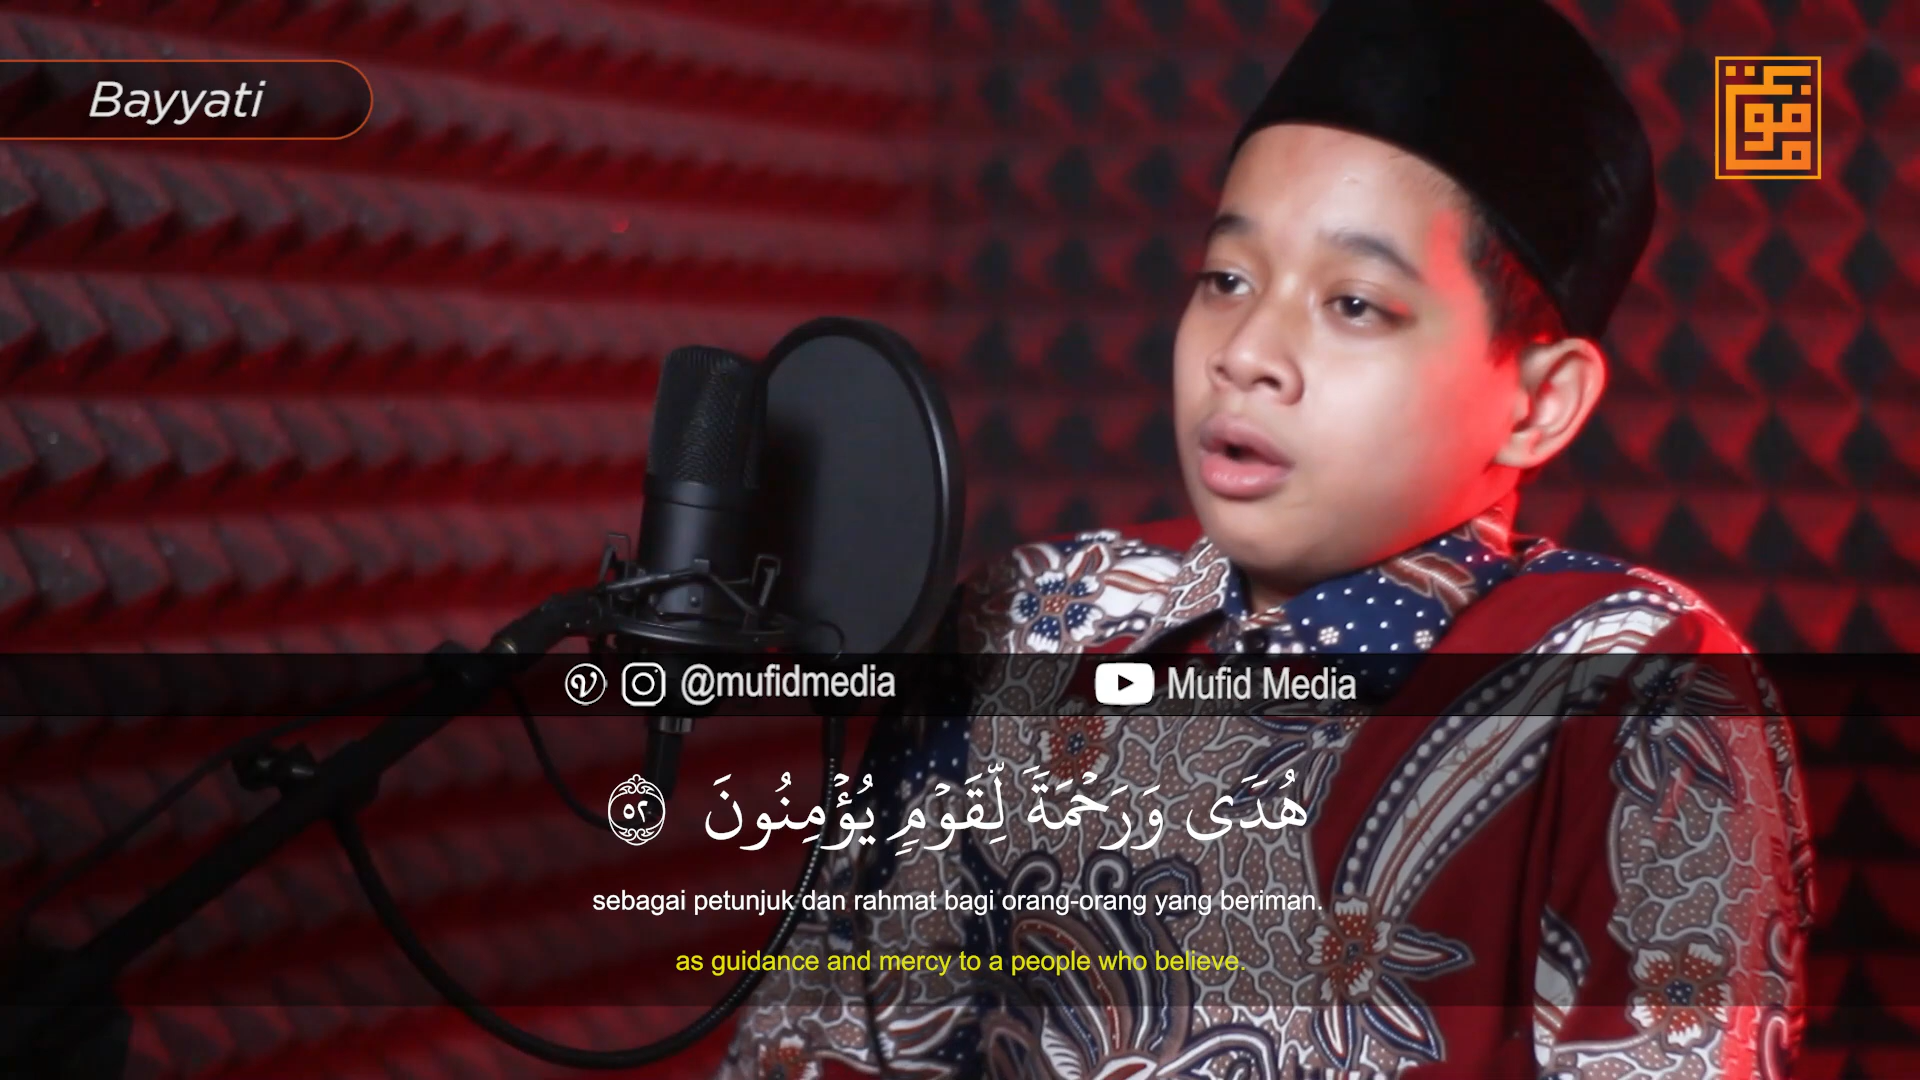 Bayyati
@mufidmedia
Mufid Media
هُدًى وَرَحْمَةً لِّقَوْمٍ يُؤْمِنُونَ ٥٢
sebagai petunjuk dan rahmat bagi orang-orang yang beriman.
as guidance and mercy to a people who believe.